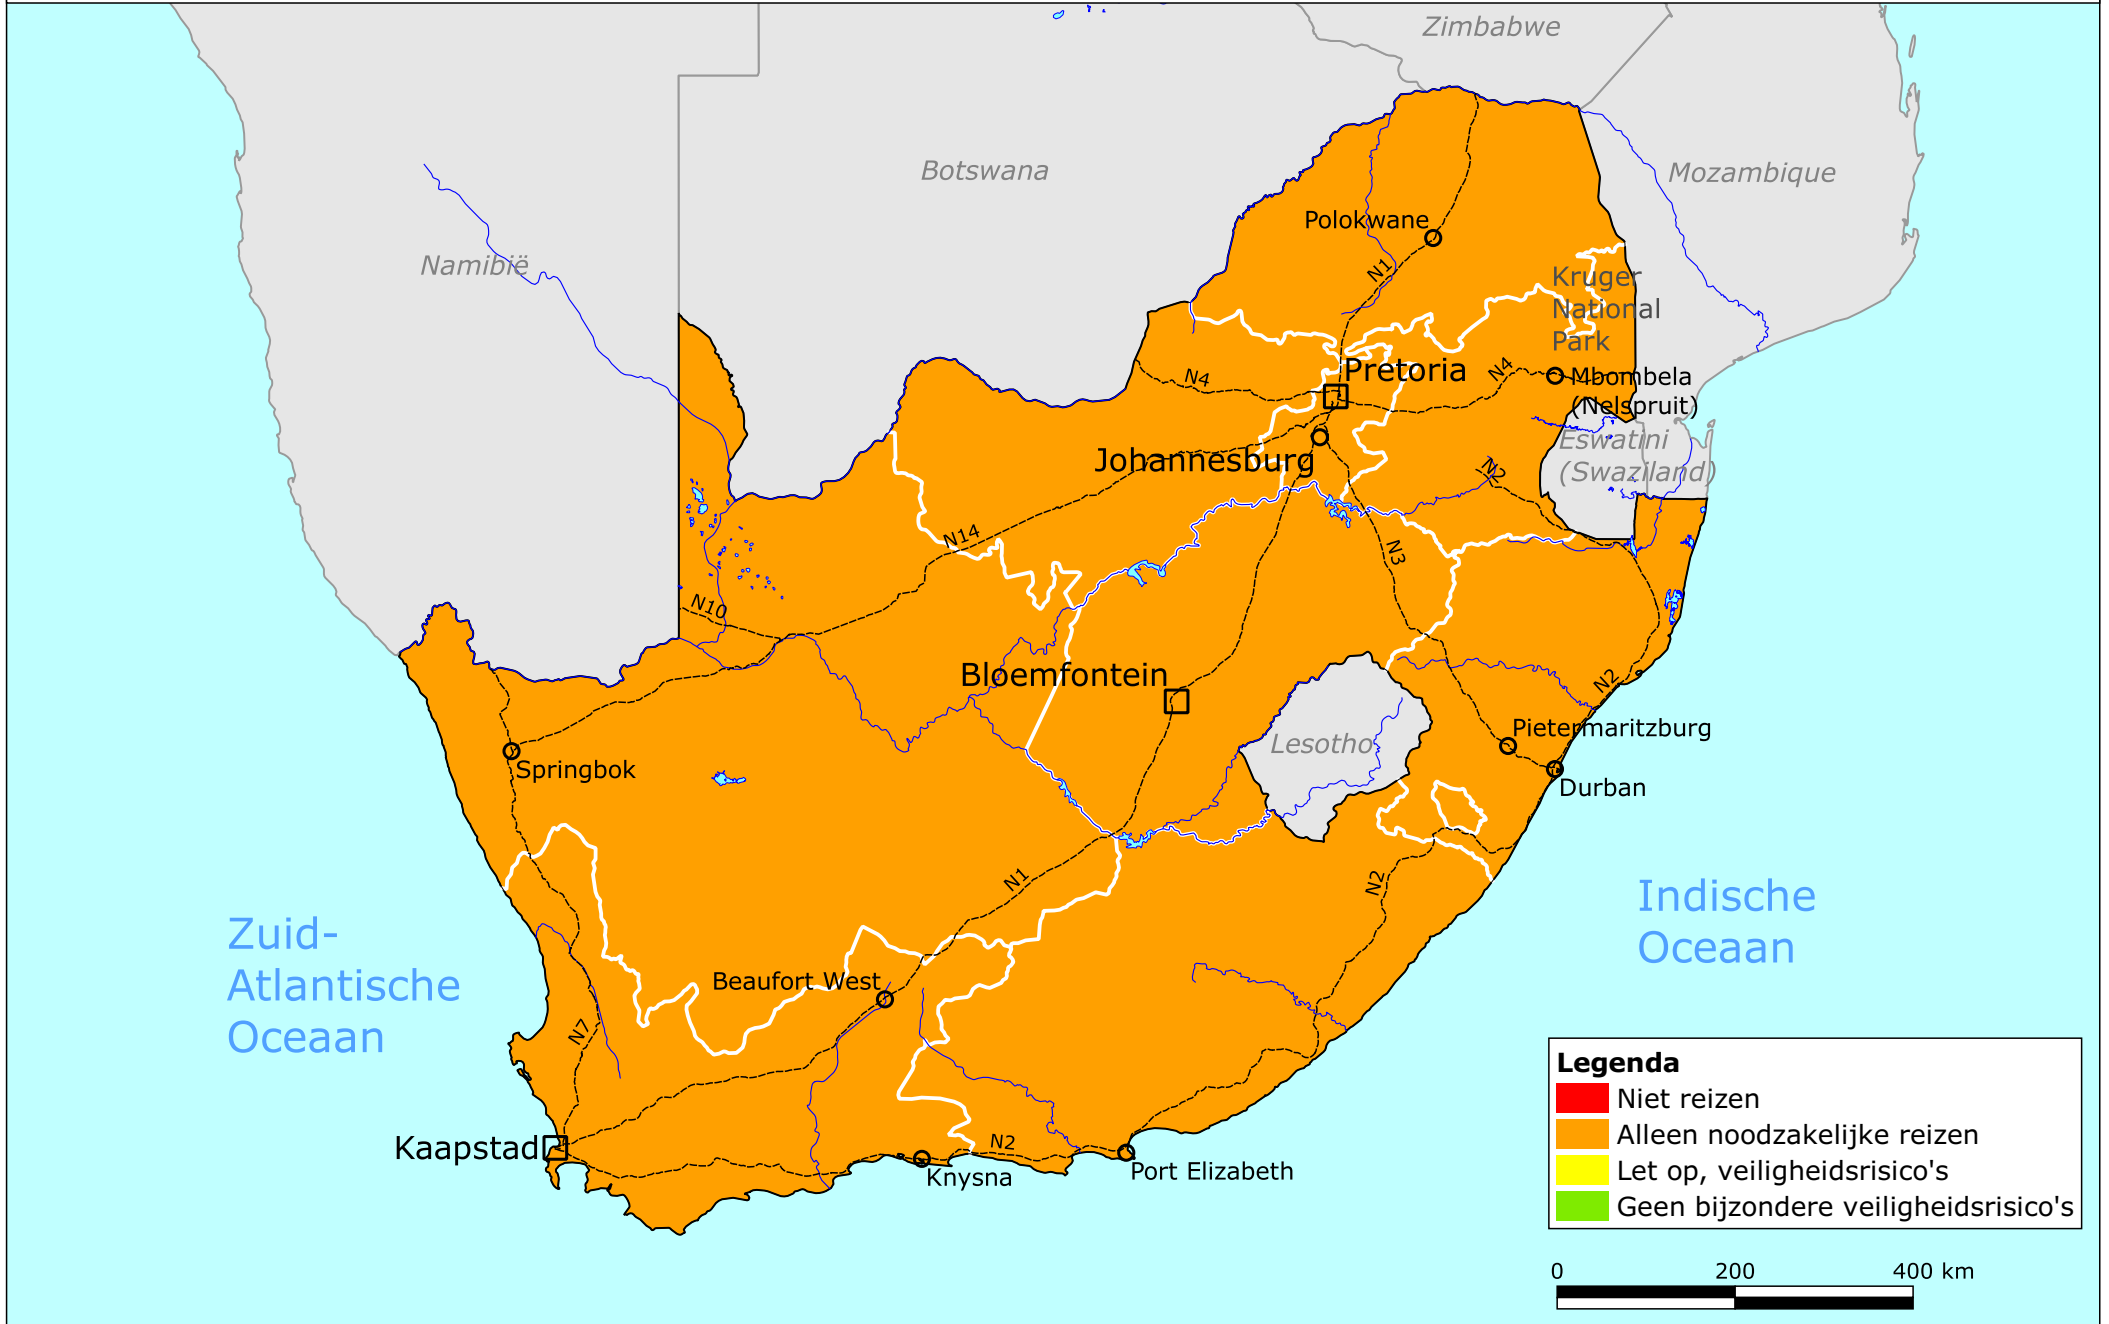 Zimbabwe
Botswana
Mozambique
Namibië
Polokwane
N1
Kruger
National
Park
Pretoria
N4
N4
Mbombela
(Nelspruit)
Johannesburg
Eswatini
(Swaziland)
N2
N14
N3
N10
Bloemfontein
N2
Pietermaritzburg
Lesotho
Springbok
Durban
N1
N2
Zuid-
Atlantische
Oceaan
Indische
Oceaan
Beaufort West
N7
Kaapstad
N2
Knysna
Port Elizabeth
Legenda
Niet reizen
Alleen noodzakelijke reizen
Let op, veiligheidsrisico's
Geen bijzondere veiligheidsrisico's
0 200 400 km